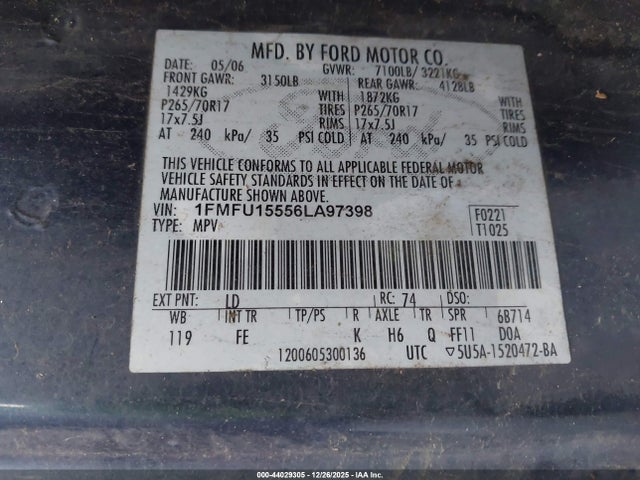 MFD. BY FORD MOTOR CO.
DATE: 05/06 GVWR: 7100LB/ 3221KG
FRONT GAWR: 3150LB REAR GAWR: 4128LB
1429KG WITH 1872KG WITH
P265/70R17 TIRES P265/70R17 TIRES
17x7.5J RIMS 17x7.5J RIMS
AT 240 kPa/ 35 PSI COLD AT 240 kPa/ 35 PSI COLD
THIS VEHICLE CONFORMS TO ALL APPLICABLE FEDERAL MOTOR
VEHICLE SAFETY STANDARDS IN EFFECT ON THE DATE OF
MANUFACTURE SHOWN ABOVE.
VIN: 1FMFU15556LA97398 F0221
TYPE: MPV T1025
EXT PNT: LD RC: 74 DSO:
WB INT TR TP/PS R AXLE TR SPR 6B714
119 FE K H6 Q FF11 DOA
1200605300136 UTC ▽5U5A-1520472-BA
000-44029305 - 12/26/2025 - IAA Inc.